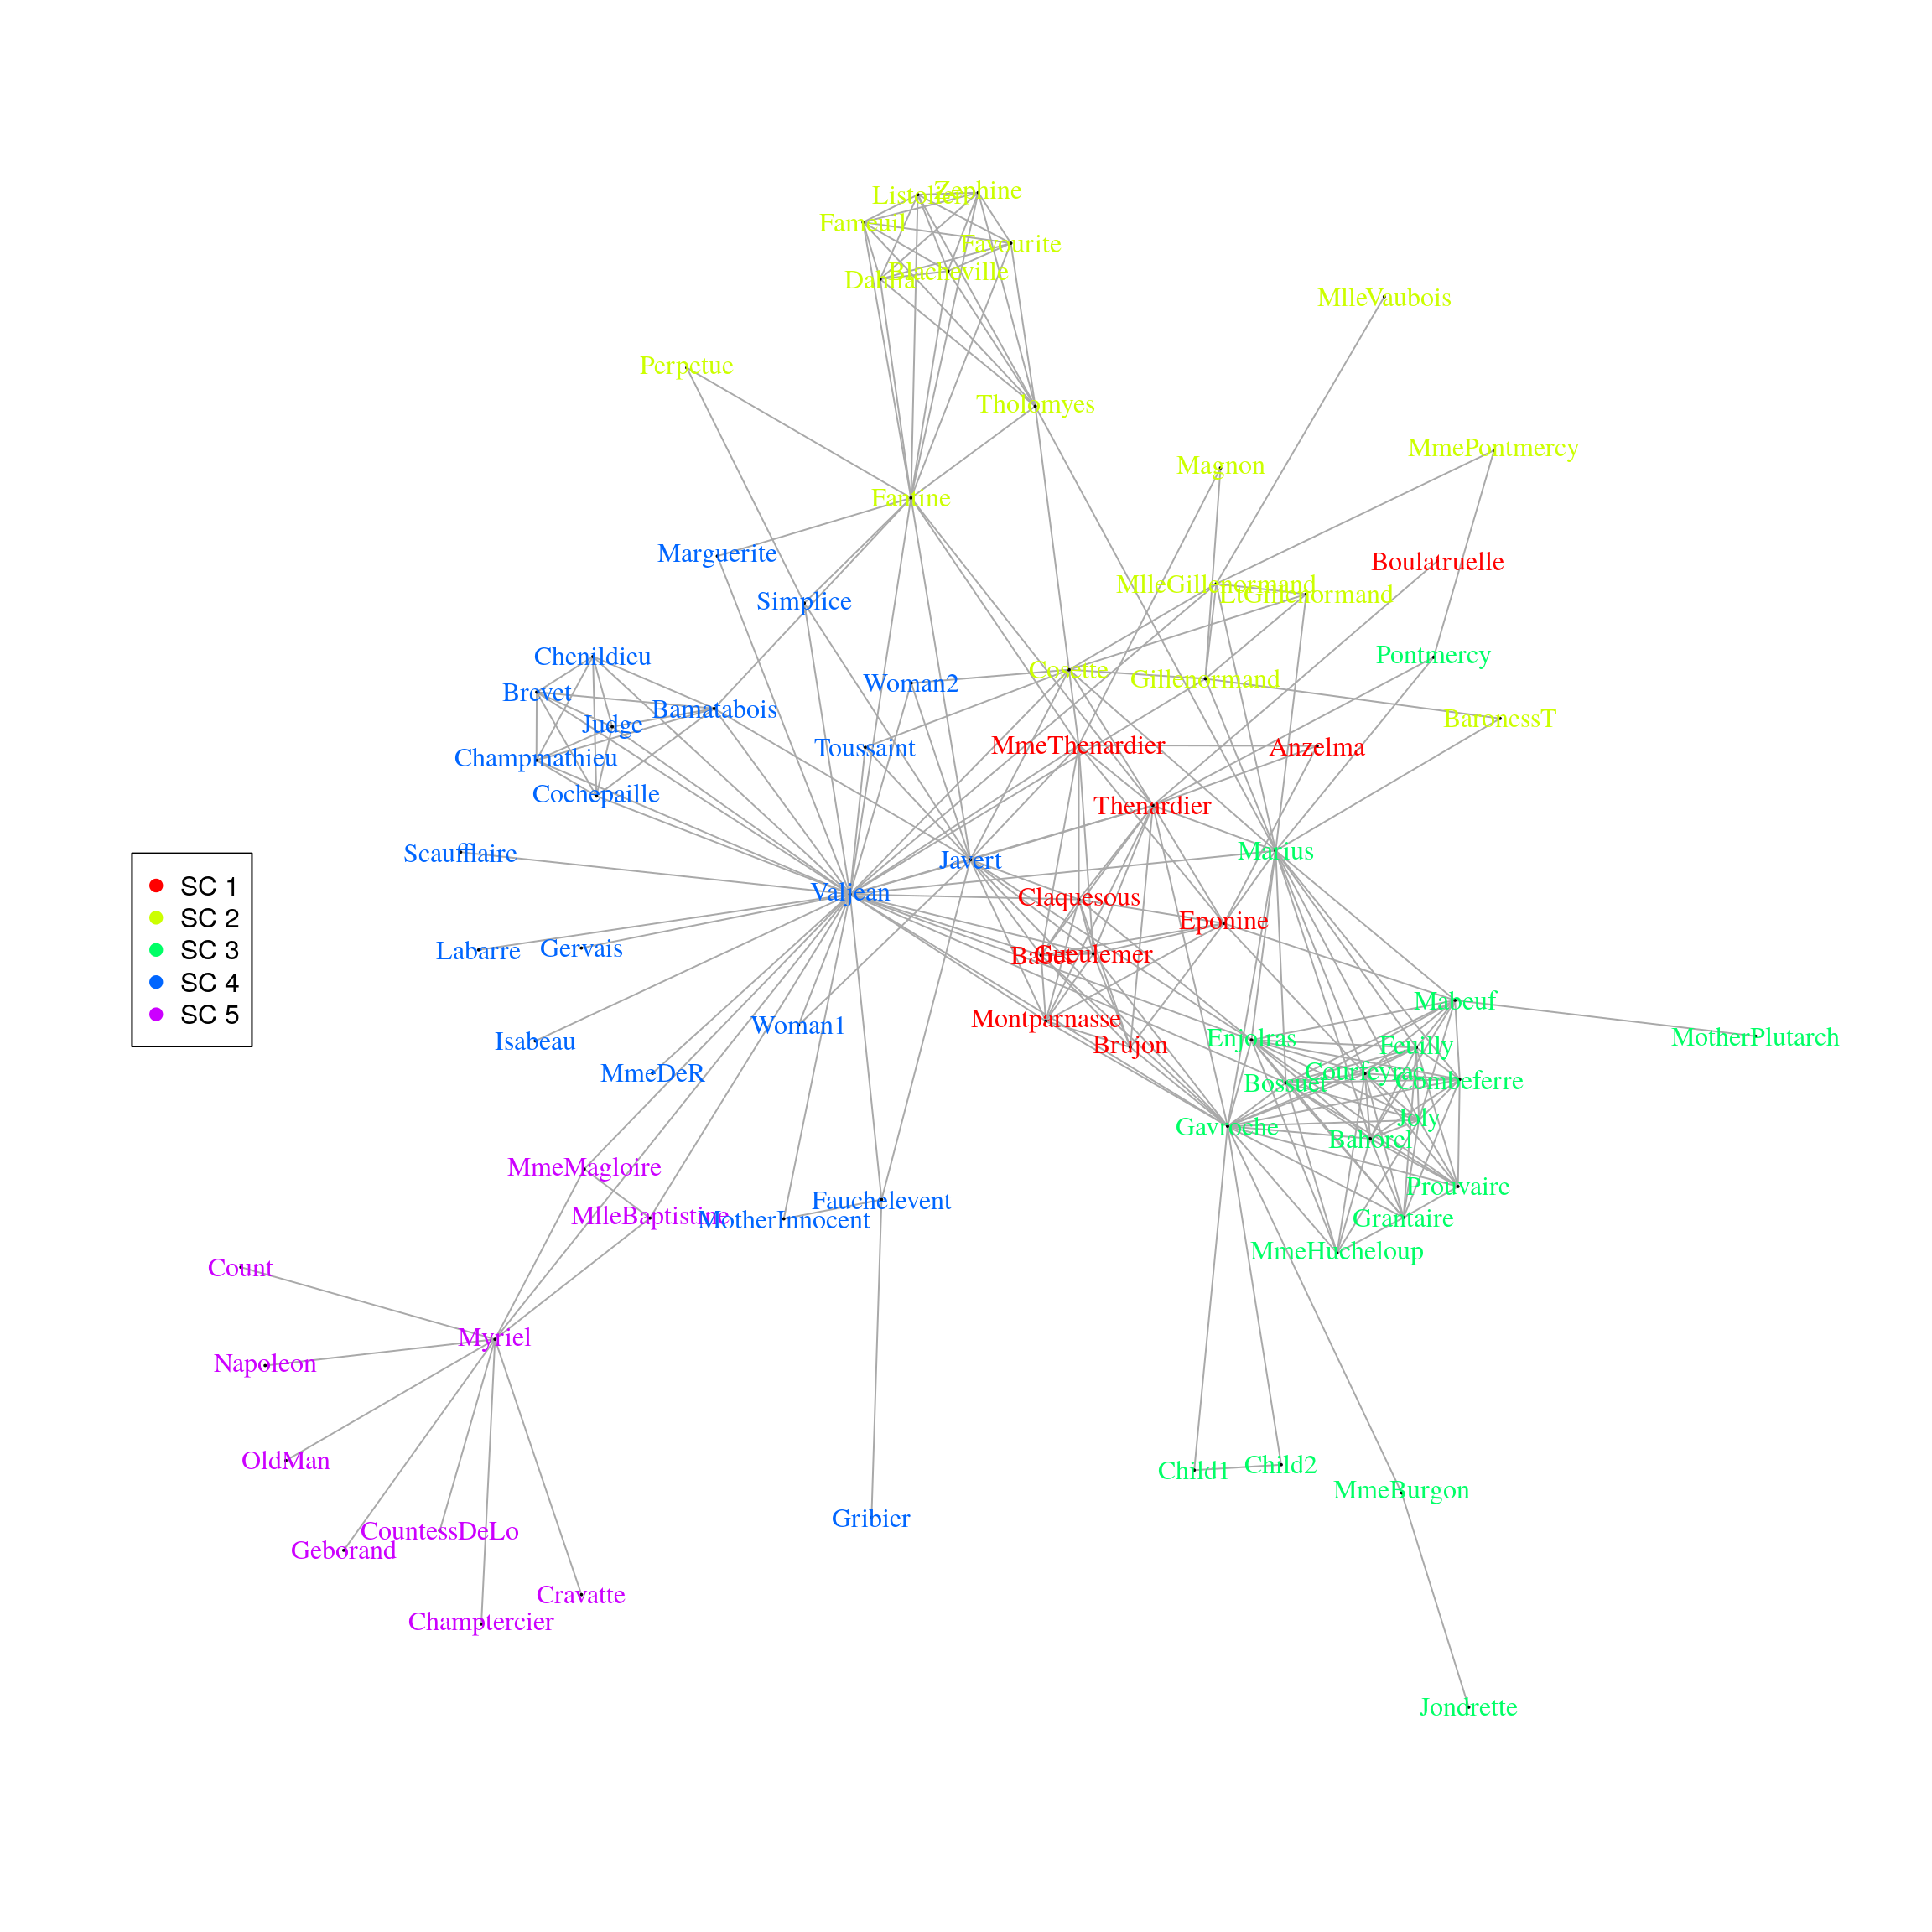 Zephine
Listolier
Fameuil
Favourite
Blacheville
Dahlia
MlleVaubois
Perpetue
Tholomyes
MmePontmercy
Magnon
Fantine
Marguerite
Boulatruelle
MlleGillenormand
LtGillenormand
Simplice
Chenildieu
Pontmercy
Cosette
Gillenormand
Woman2
Brevet
Bamatabois
BaronessT
Judge
Toussaint
MmeThenardier
Anzelma
Champmathieu
Cochepaille
Thenardier
Scaufflaire
Javert
Marius
Valjean
Claquesous
Eponine
Labarre
Gervais
Babet
Gueulemer
SC 1
SC 2
SC 3
SC 4
SC 5
Mabeuf
Montparnasse
Woman1
Isabeau
Brujon
Enjolras
MotherPlutarch
Feuilly
MmeDeR
Courfeyrac
Bossuet
Combeferre
Joly
Gavroche
Bahorel
MmeMagloire
Prouvaire
Fauchelevent
MlleBaptistine
MotherInnocent
Grantaire
MmeHucheloup
Count
Myriel
Napoleon
OldMan
Child1
Child2
MmeBurgon
Gribier
CountessDeLo
Geborand
Cravatte
Champtercier
Jondrette